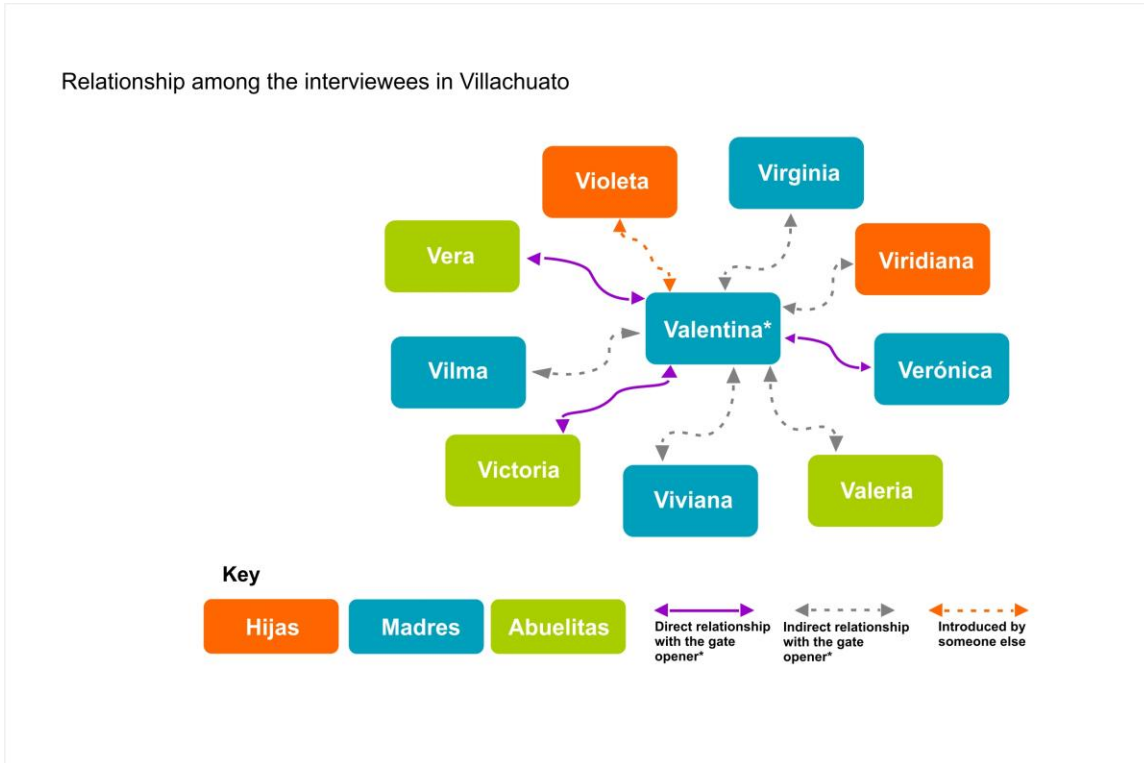 Relationship among the interviewees in Villachuato
Violeta
Virginia
Vera
Viridiana
Valentina*
Vilma
Verónica
Victoria
Viviana
Valeria
Key
Hijas
Madres
Abuelitas
Direct relationship
with the gate
opener*
Indirect relationship
with the gate
opener*
Introduced by
someone else